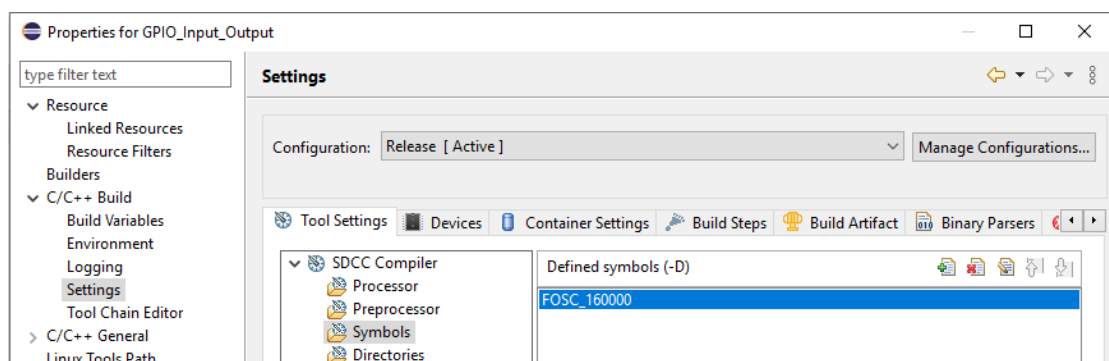 Properties for GPIO_Input_Output
type filter text
Settings
Resource
Linked Resources
Resource Filters
Builders
C/C++ Build
Build Variables
Environment
Logging
Settings
Tool Chain Editor
C/C++ General
Linux Tools Path
Configuration:
Release [ Active ]
Manage Configurations...
Tool Settings
Devices
Container Settings
Build Steps
Build Artifact
Binary Parsers
SDCC Compiler
Processor
Preprocessor
Symbols
Directories
Defined symbols (-D)
FOSC_160000